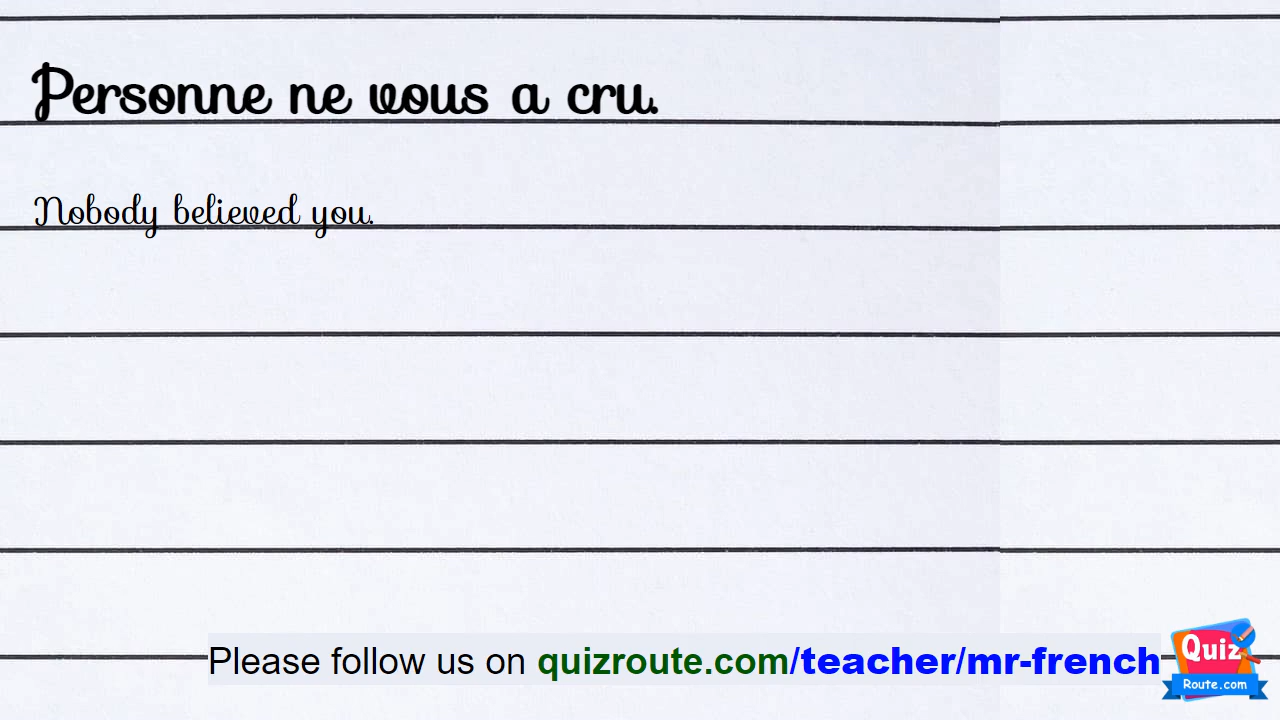 Personne ne vous a cru.
Nobody believed you.
Please follow us on quizroute.com/teacher/mr-french
Quiz
Route.com